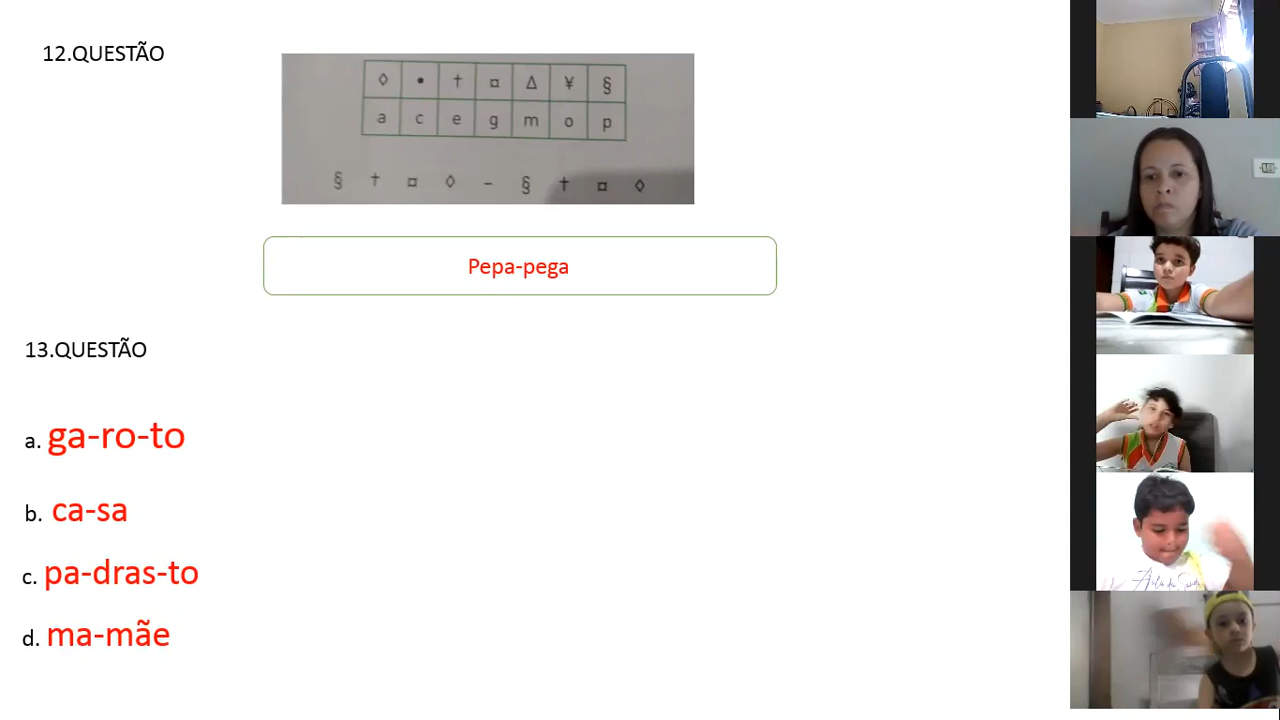 12.QUESTÃO
◊ • † ¤ Δ ¥ §
a c e g m o p
§ † ¤ ◊ – § † ¤ ◊
Pepa-pega
13.QUESTÃO
a. ga-ro-to
b. ca-sa
c. pa-dras-to
d. ma-mãe